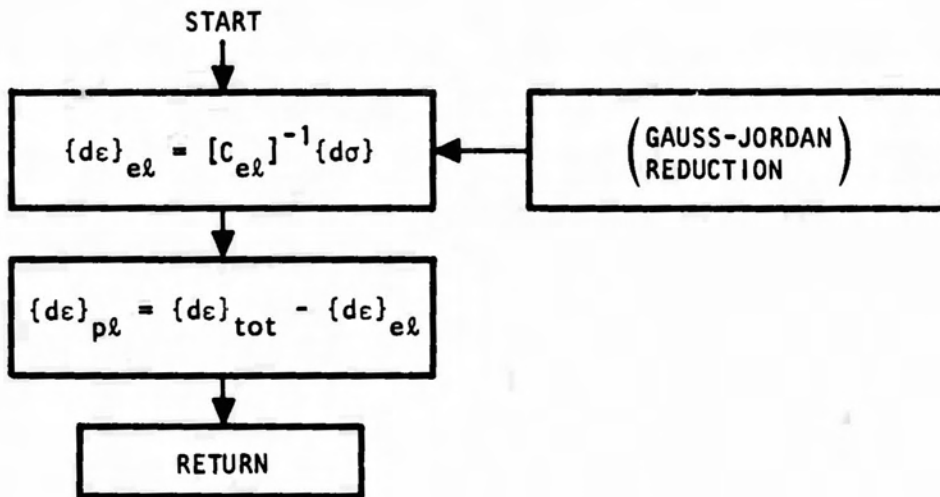 START
{dε}eℓ = [Ceℓ]⁻¹{dσ}
(GAUSS-JORDAN
REDUCTION)
{dε}pℓ = {dε}tot - {dε}eℓ
RETURN